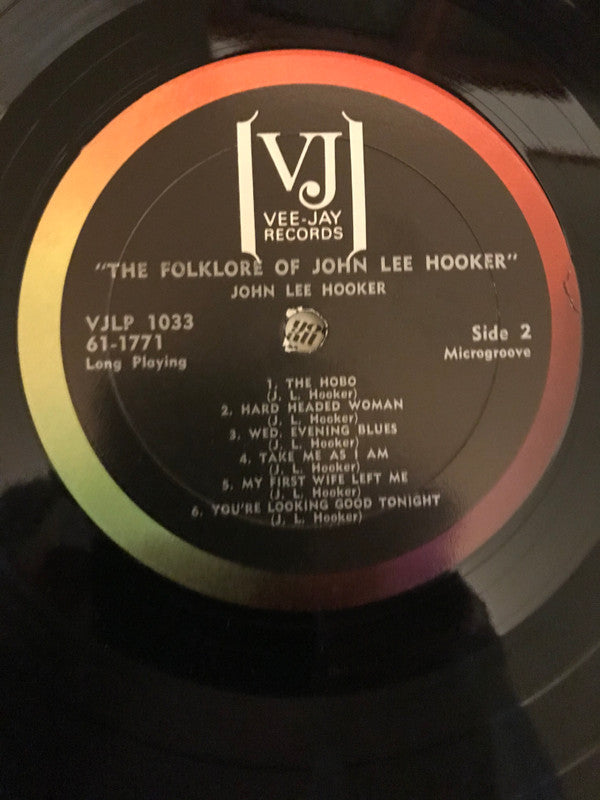 VJ
VEE-JAY
RECORDS
"THE FOLKLORE OF JOHN LEE HOOKER"
JOHN LEE HOOKER
VJLP 1033
61-1771
Long Playing
Side 2
Microgroove
1. THE HOBO
(J. L. Hooker)
2. HARD HEADED WOMAN
(J. L. Hooker)
3. WED. EVENING BLUES
(J. L. Hooker)
4. TAKE ME AS I AM
(J. L. Hooker)
5. MY FIRST WIFE LEFT ME
(J. L. Hooker)
6. YOU'RE LOOKING GOOD TONIGHT
(J. L. Hooker)